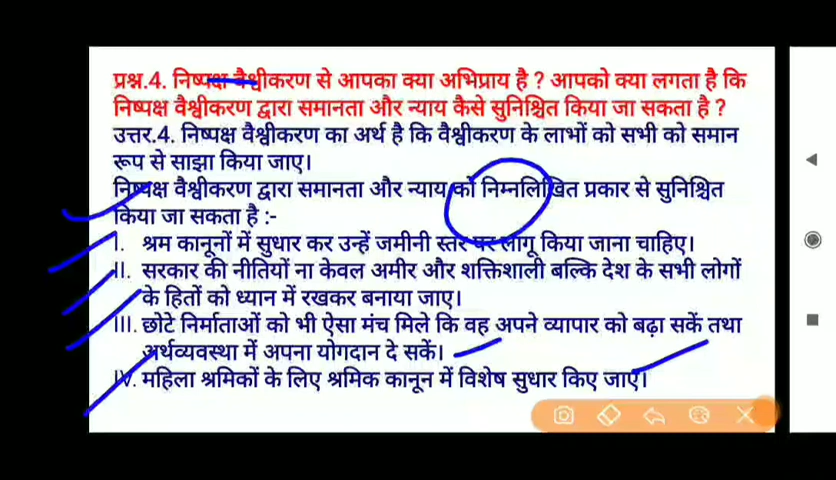 प्रश्न.4. निष्पक्ष वैश्वीकरण से आपका क्या अभिप्राय है ? आपको क्या लगता है कि
निष्पक्ष वैश्वीकरण द्वारा समानता और न्याय कैसे सुनिश्चित किया जा सकता है ?
उत्तर.4. निष्पक्ष वैश्वीकरण का अर्थ है कि वैश्वीकरण के लाभों को सभी को समान
रूप से साझा किया जाए।
निष्पक्ष वैश्वीकरण द्वारा समानता और न्याय को निम्नलिखित प्रकार से सुनिश्चित
किया जा सकता है :-
I. श्रम कानूनों में सुधार कर उन्हें जमीनी स्तर पर लागू किया जाना चाहिए।
II. सरकार की नीतियों ना केवल अमीर और शक्तिशाली बल्कि देश के सभी लोगों
के हितों को ध्यान में रखकर बनाया जाए।
III. छोटे निर्माताओं को भी ऐसा मंच मिले कि वह अपने व्यापार को बढ़ा सकें तथा
अर्थव्यवस्था में अपना योगदान दे सकें।
IV. महिला श्रमिकों के लिए श्रमिक कानून में विशेष सुधार किए जाएं।